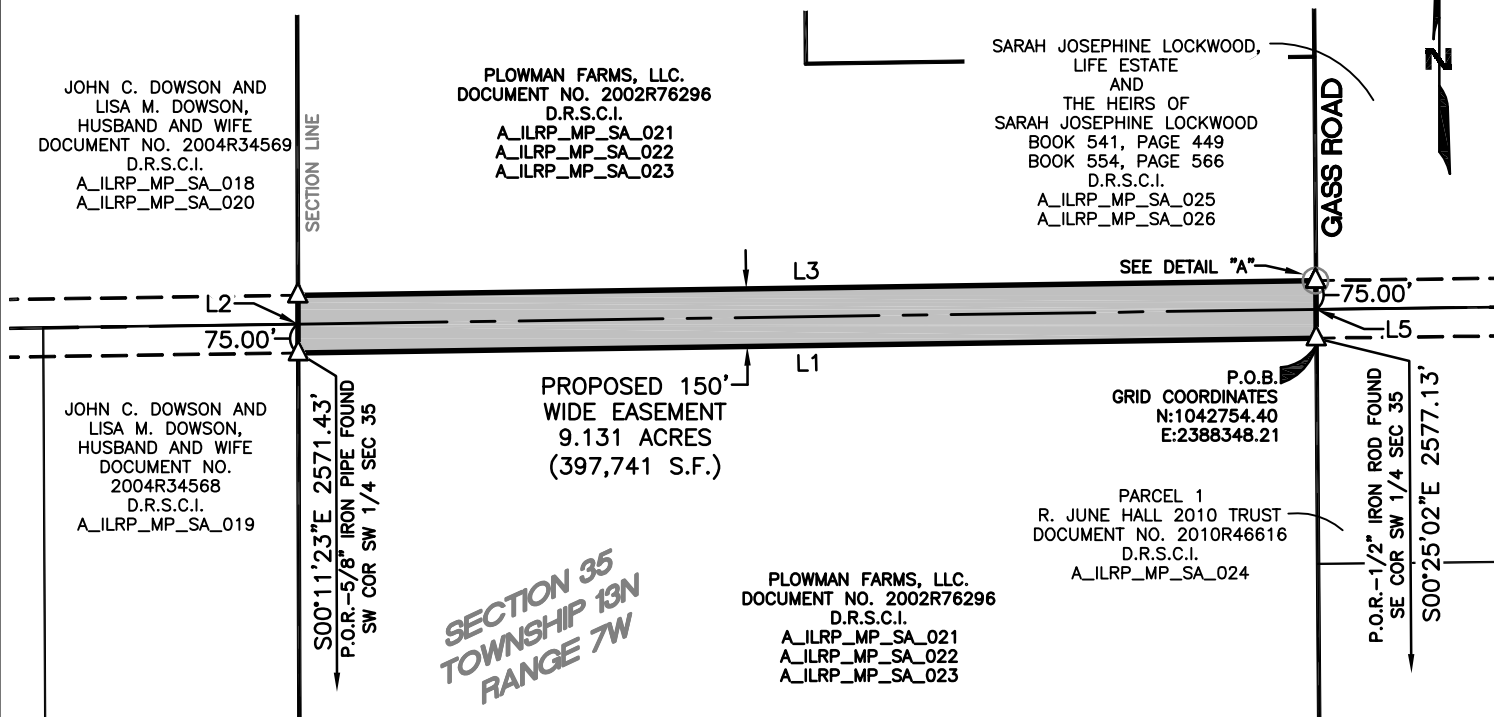 JOHN C. DOWSON AND
LISA M. DOWSON,
HUSBAND AND WIFE
DOCUMENT NO. 2004R34569
D.R.S.C.I.
A_ILRP_MP_SA_018
A_ILRP_MP_SA_020
SECTION LINE
PLOWMAN FARMS, LLC.
DOCUMENT NO. 2002R76296
D.R.S.C.I.
A_ILRP_MP_SA_021
A_ILRP_MP_SA_022
A_ILRP_MP_SA_023
SARAH JOSEPHINE LOCKWOOD,
LIFE ESTATE
AND
THE HEIRS OF
SARAH JOSEPHINE LOCKWOOD
BOOK 541, PAGE 449
BOOK 554, PAGE 566
D.R.S.C.I.
A_ILRP_MP_SA_025
A_ILRP_MP_SA_026
GASS ROAD
N
SEE DETAIL "A"
L3
L2
75.00'
75.00'
L5
L1
PROPOSED 150'
WIDE EASEMENT
9.131 ACRES
(397,741 S.F.)
P.O.B.
GRID COORDINATES
N:1042754.40
E:2388348.21
JOHN C. DOWSON AND
LISA M. DOWSON,
HUSBAND AND WIFE
DOCUMENT NO.
2004R34568
D.R.S.C.I.
A_ILRP_MP_SA_019
S00°11'23"E 2571.43'
P.O.R.-5/8" IRON PIPE FOUND
SW COR SW 1/4 SEC 35
SECTION 35
TOWNSHIP 13N
RANGE 7W
PLOWMAN FARMS, LLC.
DOCUMENT NO. 2002R76296
D.R.S.C.I.
A_ILRP_MP_SA_021
A_ILRP_MP_SA_022
A_ILRP_MP_SA_023
PARCEL 1
R. JUNE HALL 2010 TRUST
DOCUMENT NO. 2010R46616
D.R.S.C.I.
A_ILRP_MP_SA_024
P.O.R.-1/2" IRON ROD FOUND
SE COR SW 1/4 SEC 35
S00°25'02"E 2577.13'